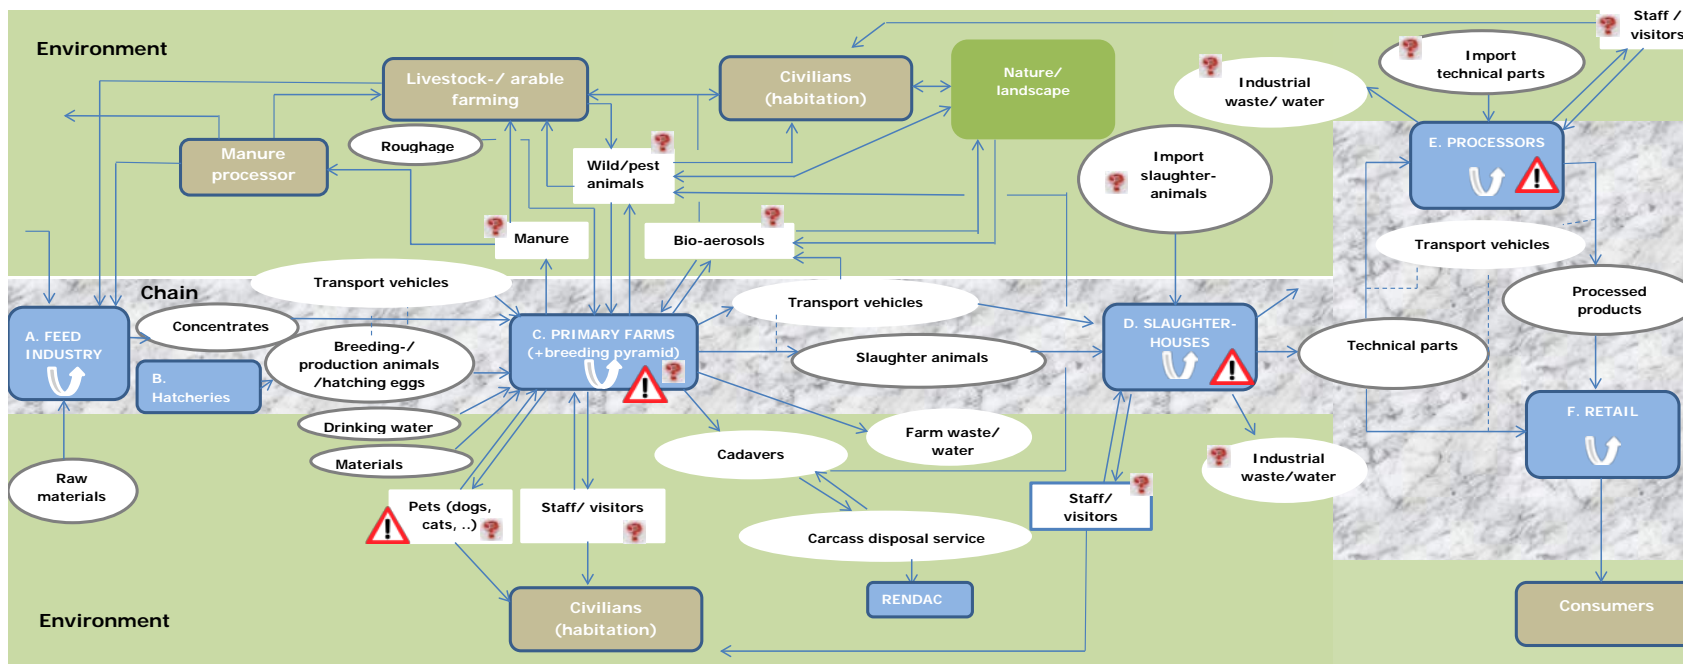 Environment
Livestock-/ arable
farming
Civilians
(habitation)
Nature/
landscape
Industrial
waste/ water
Import
technical parts
Staff /
visitors
Roughage
Manure
processor
Wild/pest
animals
Import
slaughter-
animals
E. PROCESSORS
Manure
Bio-aerosols
Transport vehicles
Chain
Transport vehicles
Transport vehicles
Processed
products
A. FEED
INDUSTRY
Concentrates
B.
Hatcheries
Breeding-/
production animals
/hatching eggs
C. PRIMARY FARMS
(+breeding pyramid)
Slaughter animals
D. SLAUGHTER-
HOUSES
Technical parts
F. RETAIL
Drinking water
Materials
Cadavers
Farm waste/
water
Industrial
waste/water
Raw
materials
Pets (dogs,
cats, ..)
Staff/ visitors
Staff/
visitors
Carcass disposal service
RENDAC
Civilians
(habitation)
Consumers
Environment